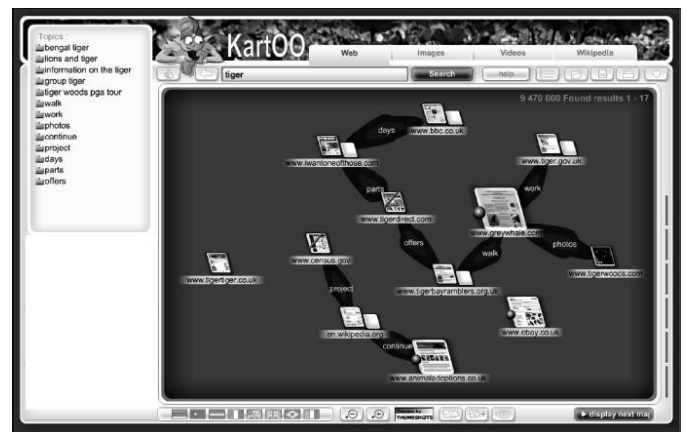 Topics :
bengal tiger
lions and tiger
information on the tiger
group tiger
tiger woods pga tour
walk
work
photos
continue
project
days
parts
offers
KartOO
Web
Images
Videos
Wikipedia
tiger
Search
help
9 470 000 Found results 1 - 17
days
www.bbc.co.uk
www.iwantoneofthose.com
www.tiger.gov.uk
parts
work
www.tigerdirect.com
www.greywhale.com
offers
photos
www.census.gov
walk
www.tigertiger.co.uk
www.tigerwoods.com
project
www.tigerbayramblers.org.uk
en.wikipedia.org
www.ebay.co.uk
continue
www.animaladoptions.co.uk
THUMBSHOTS
display next map